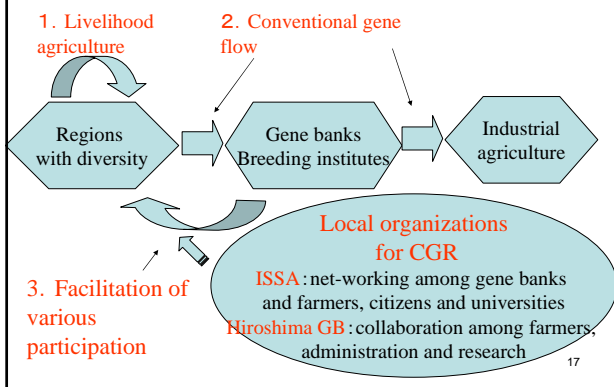 1. Livelihood
agriculture
2. Conventional gene
flow
Regions
with diversity
Gene banks
Breeding institutes
Industrial
agriculture
Local organizations
for CGR
ISSA:net-working among gene banks
and farmers, citizens and universities
Hiroshima GB:collaboration among farmers,
administration and research
3. Facilitation of
various
participation
17